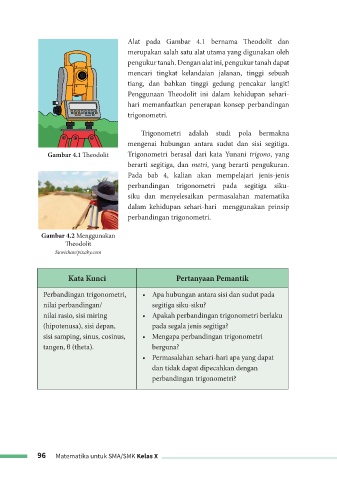 Alat pada Gambar 4.1 bernama Theodolit dan
merupakan salah satu alat utama yang digunakan oleh
pengukur tanah. Dengan alat ini, pengukur tanah dapat
mencari tingkat kelandaian jalanan, tinggi sebuah
tiang, dan bahkan tinggi gedung pencakar langit!
Penggunaan Theodolit ini dalam kehidupan sehari-
hari memanfaatkan penerapan konsep perbandingan
trigonometri.
Trigonometri adalah studi pola bermakna
mengenai hubungan antara sudut dan sisi segitiga.
Trigonometri berasal dari kata Yunani trigono, yang
berarti segitiga, dan metri, yang berarti pengukuran.
Pada bab 4, kalian akan mempelajari jenis-jenis
perbandingan trigonometri pada segitiga siku-
siku dan menyelesaikan permasalahan matematika
dalam kehidupan sehari-hari menggunakan prinsip
perbandingan trigonometri.
Gambar 4.1 Theodolit
Gambar 4.2 Menggunakan
Theodolit
Kata Kunci
Perbandingan trigonometri,
nilai perbandingan/
nilai rasio, sisi miring
(hipotenusa), sisi depan,
sisi samping, sinus, cosinus,
tangen, θ (theta).
Pertanyaan Pemantik
• Apa hubungan antara sisi dan sudut pada
segitiga siku-siku?
• Apakah perbandingan trigonometri berlaku
pada segala jenis segitiga?
• Mengapa perbandingan trigonometri
berguna?
• Permasalahan sehari-hari apa yang dapat
dan tidak dapat dipecahkan dengan
perbandingan trigonometri?
96 Matematika untuk SMA/SMK Kelas X